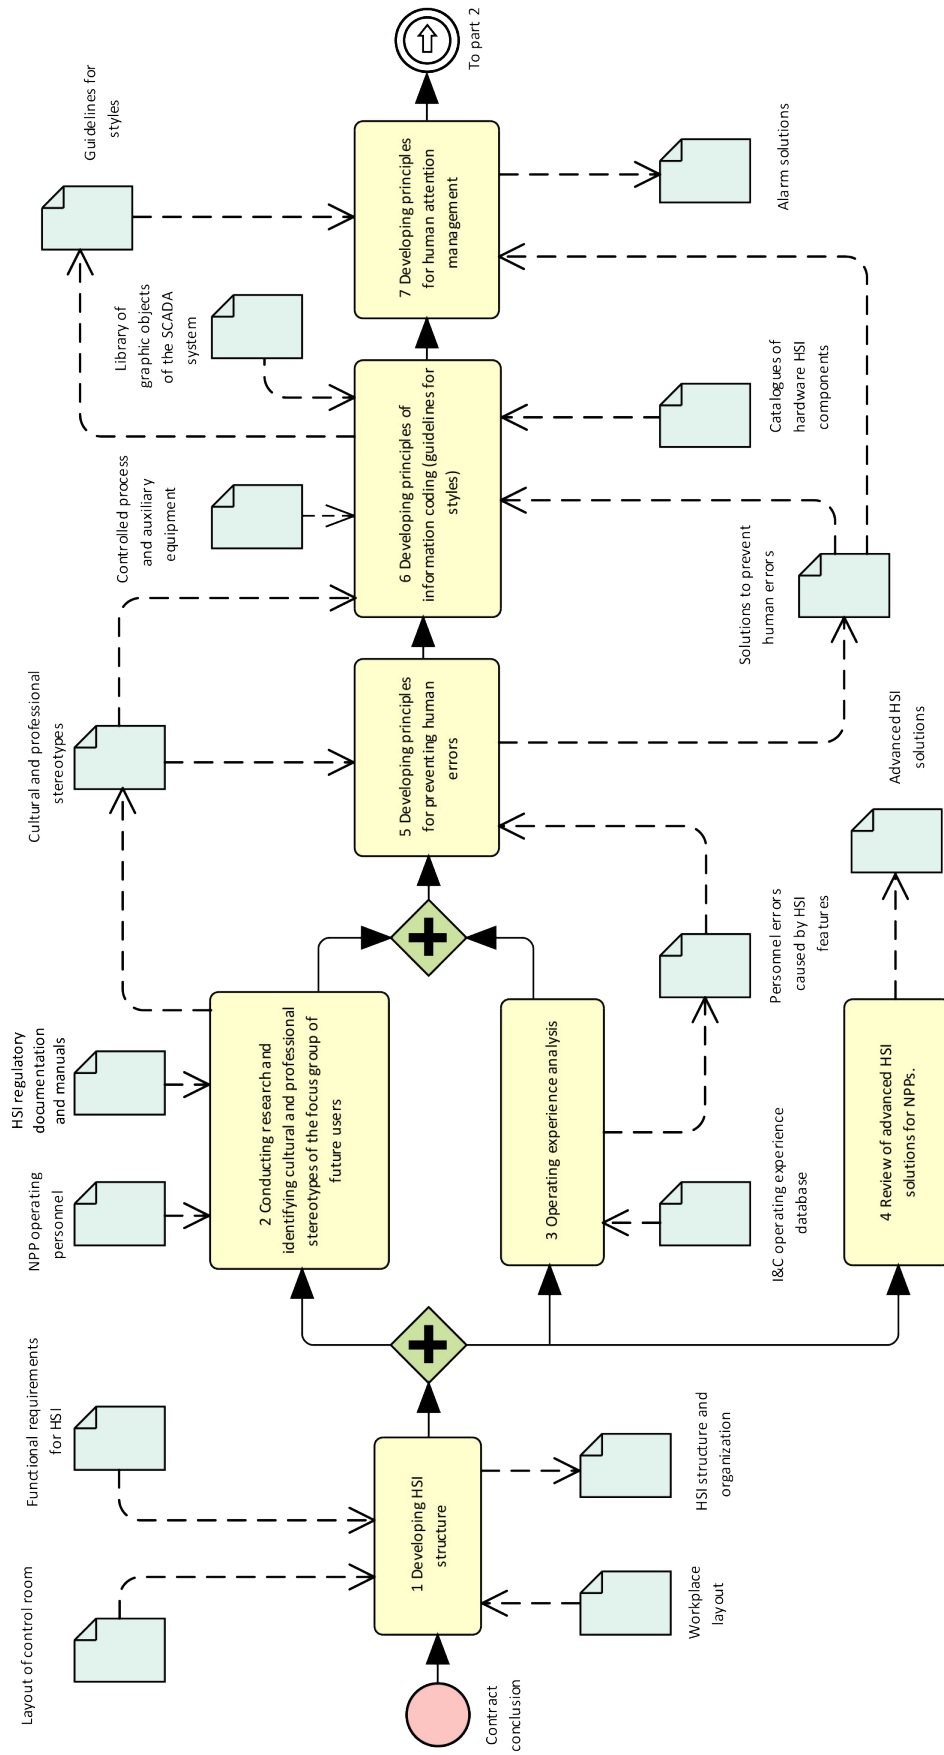 Layout of control room
Functional requirements
for HSI
NPP operating
personnel
HSI regulatory
documentation
and manuals
Cultural and professional
stereotypes
Controlled process
and auxiliary
equipment
Library of
graphic objects
of the SCADA
system
Guidelines for
styles
Contract
conclusion
1 Developing HSI
structure
2 Conducting research and
identifying cultural and professional
stereotypes of the focus group of
future users
3 Operating experience analysis
4 Review of advanced HSI
solutions for NPPs.
5 Developing principles
for preventing human
errors
6 Developing principles of
information coding (guidelines for
styles)
7 Developing principles
for human attention
management
To part 2
Workplace
layout
HSI structure and
organization
I&C operating experience
database
Personnel errors
caused by HSI
features
Advanced HSI
solutions
Solutions to prevent
human errors
Catalogues of
hardware HSI
components
Alarm solutions